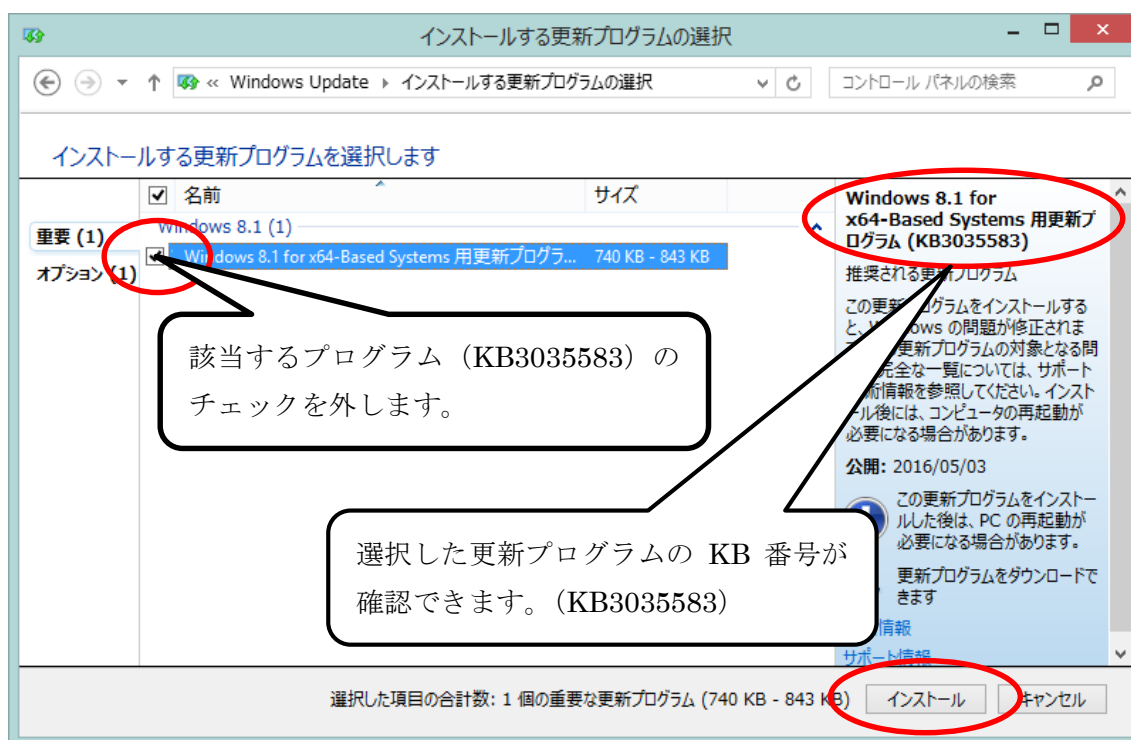 インストールする更新プログラムの選択
« Windows Update ▸ インストールする更新プログラムの選択
コントロール パネルの検索
インストールする更新プログラムを選択します
名前 サイズ
重要 (1)
オプション (1)
Windows 8.1 (1)
Windows 8.1 for x64-Based Systems 用更新プログラ... 740 KB - 843 KB
該当するプログラム（KB3035583）の
チェックを外します。
選択した更新プログラムの KB 番号が
確認できます。（KB3035583）
Windows 8.1 for
x64-Based Systems 用更新プ
ログラム (KB3035583)
推奨される更新プログラム
この更新プログラムをインストールする
と、Windows の問題が修正されま
更新プログラムの対象となる問
完全な一覧については、サポート
術情報を参照してください。インスト
ール後には、コンピュータの再起動が
必要になる場合があります。
公開: 2016/05/03
この更新プログラムをインストー
ルした後は、PC の再起動が
必要になる場合があります。
更新プログラムをダウンロードで
きます
情報
サポート情報
選択した項目の合計数: 1 個の重要な更新プログラム (740 KB - 843 KB)
インストール
キャンセル